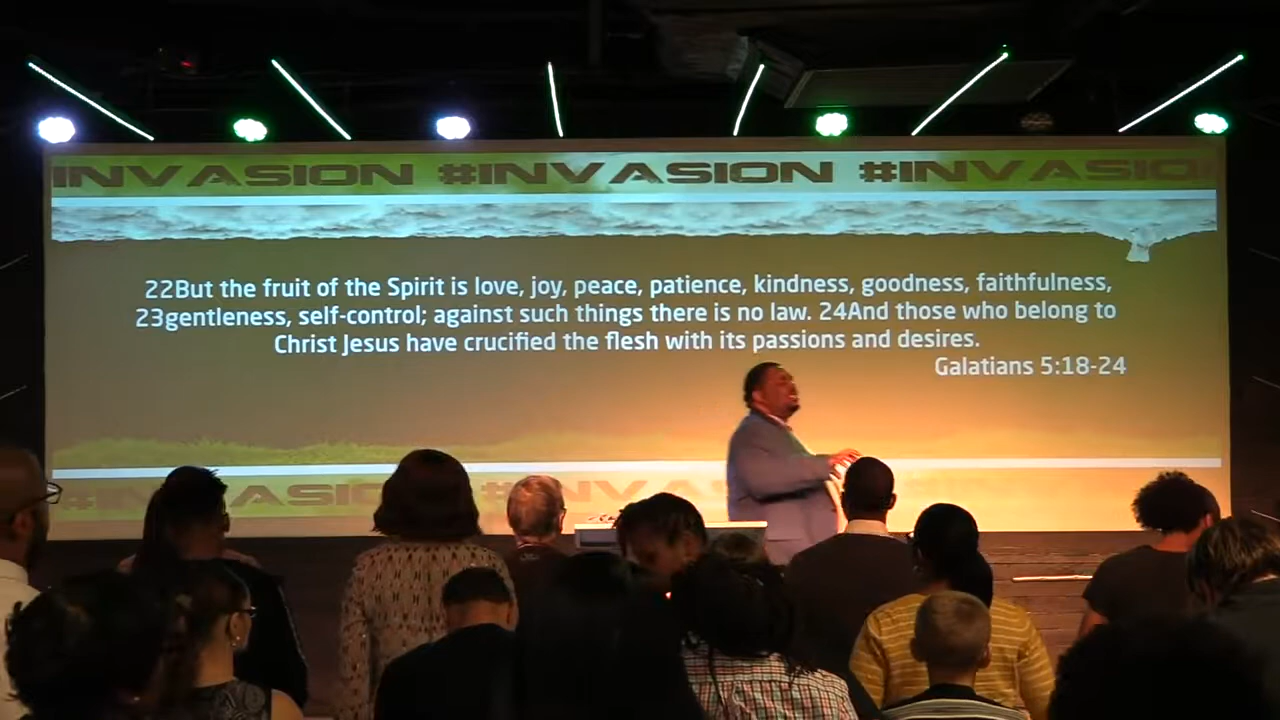 INVASION #INVASION #INVASIO
22But the fruit of the Spirit is love, joy, peace, patience, kindness, goodness, faithfulness,
23gentleness, self-control; against such things there is no law. 24And those who belong to
Christ Jesus have crucified the flesh with its passions and desires.
Galatians 5:18-24
#INVASIO #INVAS